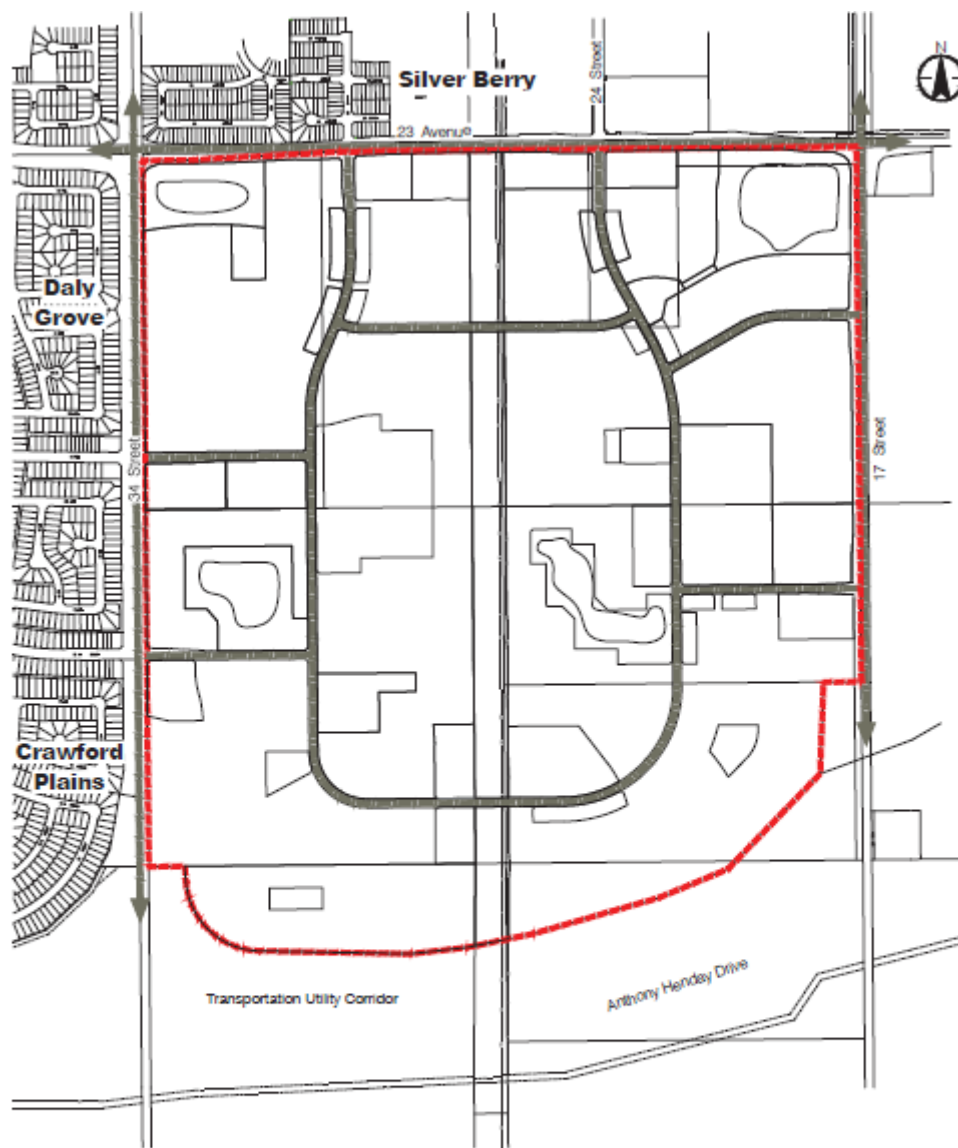 N
Silver Berry
24 Street
23 Avenue
Daly
Grove
34 Street
17 Street
Crawford
Plains
Transportation Utility Corridor
Anthony Henday Drive